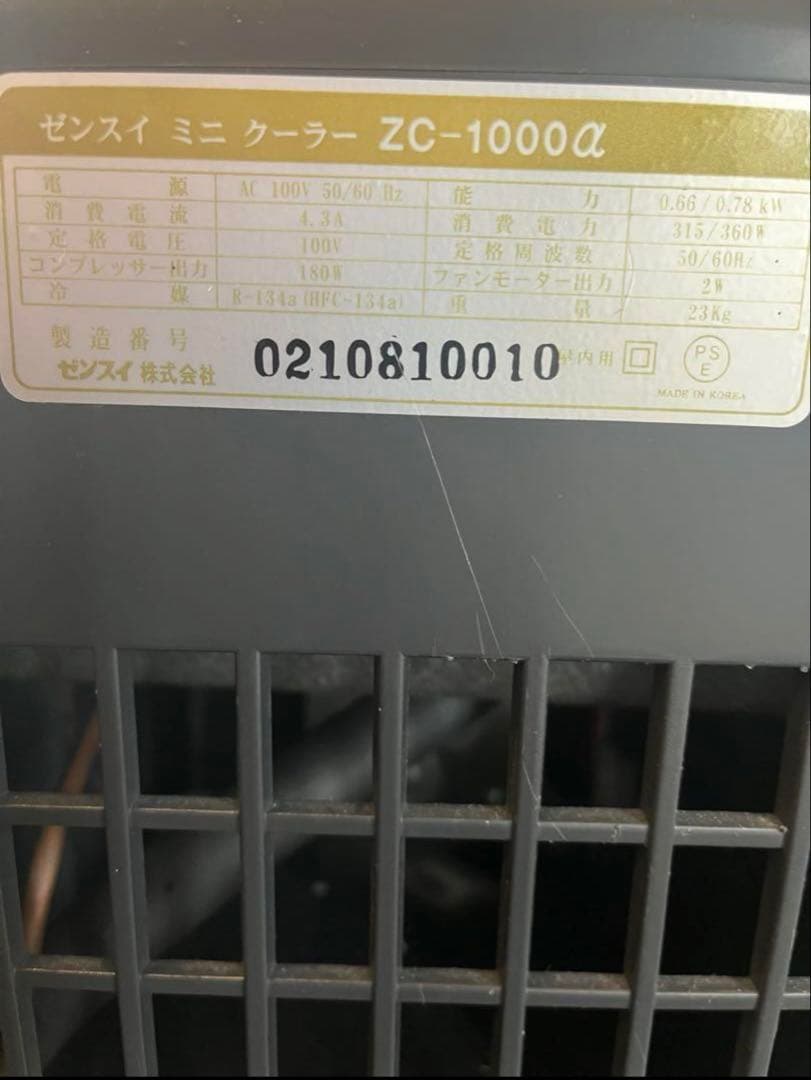 ゼンスイ ミニ クーラー ZC-1000α
電源 AC 100V 50/60 Hz 能力 0.66/0.78 kW
消費電流 4.3A 消費電力 315/360W
定格電圧 100V 定格周波数 50/60Hz
コンプレッサー出力 180W ファンモーター出力 2W
冷媒 R-134a(HFC-134a) 重量 23Kg
製造番号 0210810010 内用 PSE
ゼンスイ株式会社 MADE IN KOREA